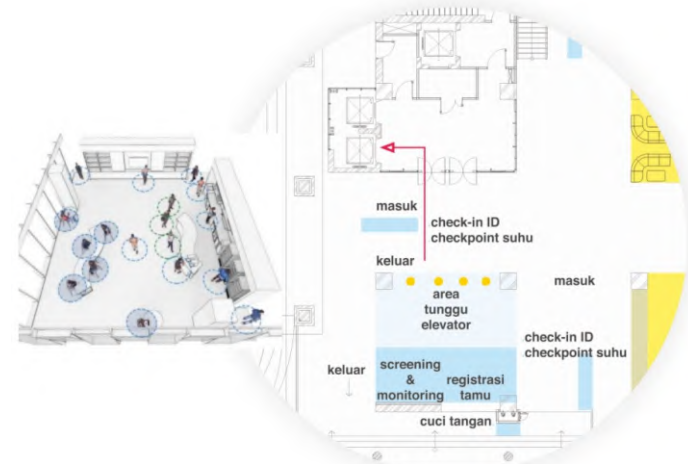 masuk
check-in ID
checkpoint suhu
keluar
area
tunggu
elevator
masuk
check-in ID
checkpoint suhu
keluar
screening
&
monitoring
registrasi
tamu
cuci tangan